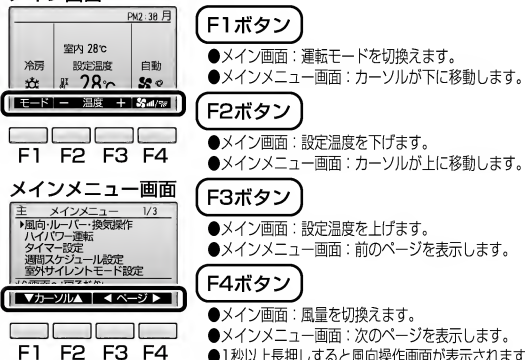 メイン画面
PM2:30 月
室内 28℃
冷房 設定温度 自動
28℃
モード − 温度 +
F1 F2 F3 F4
メインメニュー画面
主 メインメニュー 1/3
▶風向・ルーバー・換気操作
ハイパワー運転
タイマー設定
週間スケジュール設定
室外サイレントモード設定
▼カーソル▲ ◀ページ▶
F1 F2 F3 F4
F1ボタン
●メイン画面：運転モードを切換えます。
●メインメニュー画面：カーソルが下に移動します。
F2ボタン
●メイン画面：設定温度を下げます。
●メインメニュー画面：カーソルが上に移動します。
F3ボタン
●メイン画面：設定温度を上げます。
●メインメニュー画面：前のページを表示します。
F4ボタン
●メイン画面：風量を切換えます。
●メインメニュー画面：次のページを表示します。
●1秒以上長押しすると風向操作画面が表示されます